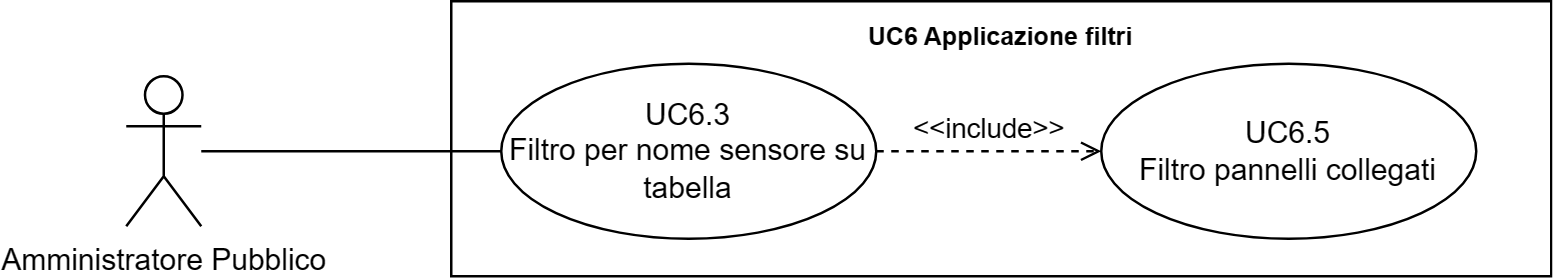 UC6 Applicazione filtri
UC6.3
Filtro per nome sensore su
tabella
<<include>>
UC6.5
Filtro pannelli collegati
Amministratore Pubblico